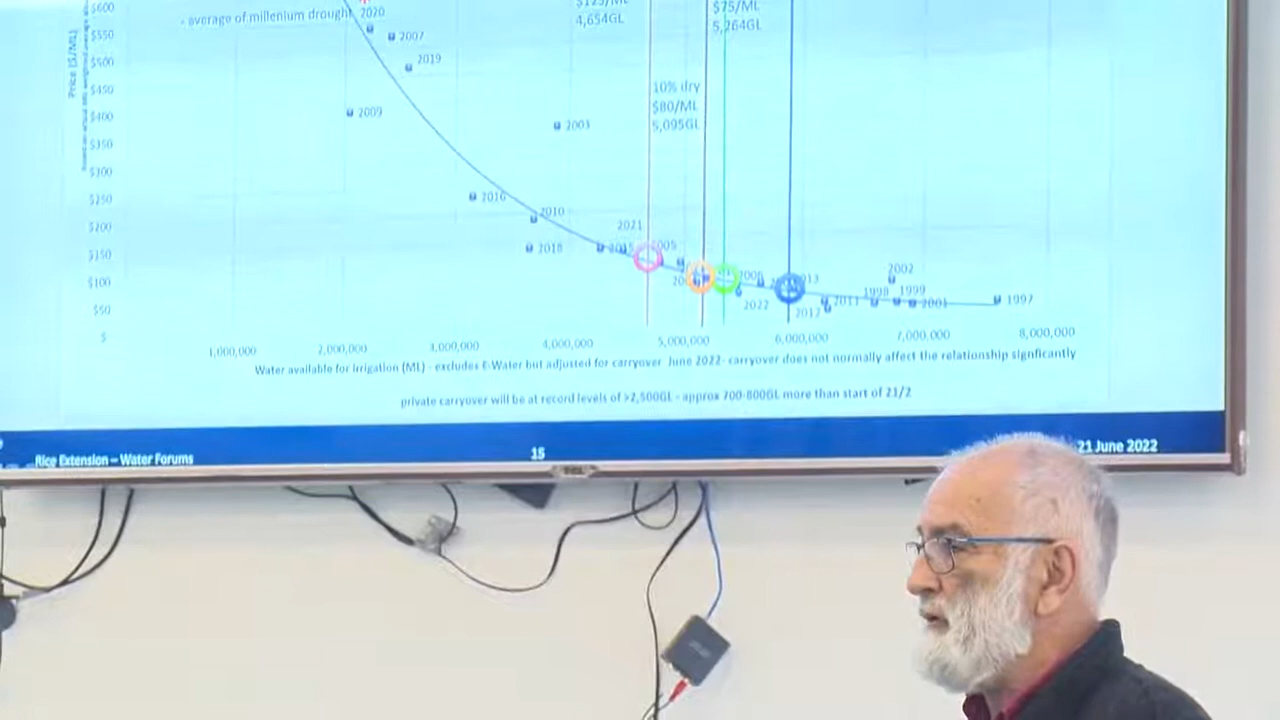 $600
- average of millenium drought 2020
$125/ML
4,654GL
$75/ML
5,264GL
Price ($/ML)
$550
2007
$500
2019
10% dry
$80/ML
5,095GL
$450
$400
2009
2003
$350
$300
$250
2016
2010
$200
2021
2018
$150
2002
$100
2022
1998
1999
2011
2001
1997
$50
2012
$
1,000,000
2,000,000
3,000,000
4,000,000
5,000,000
6,000,000
7,000,000
8,000,000
Water available for Irrigation (ML) - excludes E-Water but adjusted for carryover June 2022- carryover does not normally affect the relationship signficantly
private carryover will be at record levels of >2,500GL - approx 700-800GL more than start of 21/2
Rice Extension – Water Forums
15
21 June 2022
TCL